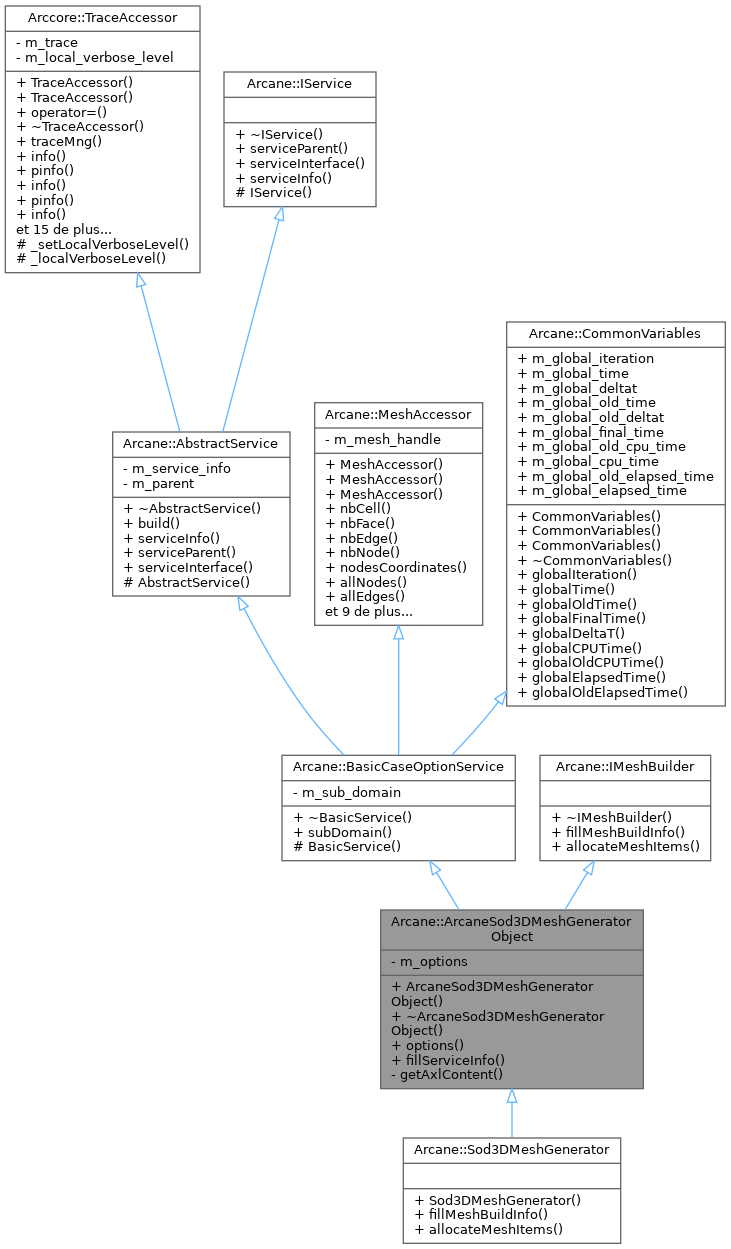 Arccore::TraceAccessor
- m_trace
- m_local_verbose_level
+ TraceAccessor()
+ TraceAccessor()
+ operator=()
+ ~TraceAccessor()
+ traceMng()
+ info()
+ pinfo()
+ info()
+ pinfo()
+ info()
et 15 de plus...
# _setLocalVerboseLevel()
# _localVerboseLevel()
Arcane::IService
+ ~IService()
+ serviceParent()
+ serviceInterface()
+ serviceInfo()
# IService()
Arcane::CommonVariables
+ m_global_iteration
+ m_global_time
+ m_global_deltat
+ m_global_old_time
+ m_global_old_deltat
+ m_global_final_time
+ m_global_old_cpu_time
+ m_global_cpu_time
+ m_global_old_elapsed_time
+ m_global_elapsed_time
+ CommonVariables()
+ CommonVariables()
+ CommonVariables()
+ ~CommonVariables()
+ globalIteration()
+ globalTime()
+ globalOldTime()
+ globalFinalTime()
+ globalDeltaT()
+ globalCPUTime()
+ globalOldCPUTime()
+ globalElapsedTime()
+ globalOldElapsedTime()
Arcane::MeshAccessor
- m_mesh_handle
+ MeshAccessor()
+ MeshAccessor()
+ MeshAccessor()
+ nbCell()
+ nbFace()
+ nbEdge()
+ nbNode()
+ nodesCoordinates()
+ allNodes()
+ allEdges()
et 9 de plus...
Arcane::AbstractService
- m_service_info
- m_parent
+ ~AbstractService()
+ build()
+ serviceInfo()
+ serviceParent()
+ serviceInterface()
# AbstractService()
Arcane::BasicCaseOptionService
- m_sub_domain
+ ~BasicService()
+ subDomain()
# BasicService()
Arcane::IMeshBuilder
+ ~IMeshBuilder()
+ fillMeshBuildInfo()
+ allocateMeshItems()
Arcane::ArcaneSod3DMeshGenerator
Object
- m_options
+ ArcaneSod3DMeshGenerator
Object()
+ ~ArcaneSod3DMeshGenerator
Object()
+ options()
+ fillServiceInfo()
- getAxlContent()
Arcane::Sod3DMeshGenerator
+ Sod3DMeshGenerator()
+ fillMeshBuildInfo()
+ allocateMeshItems()